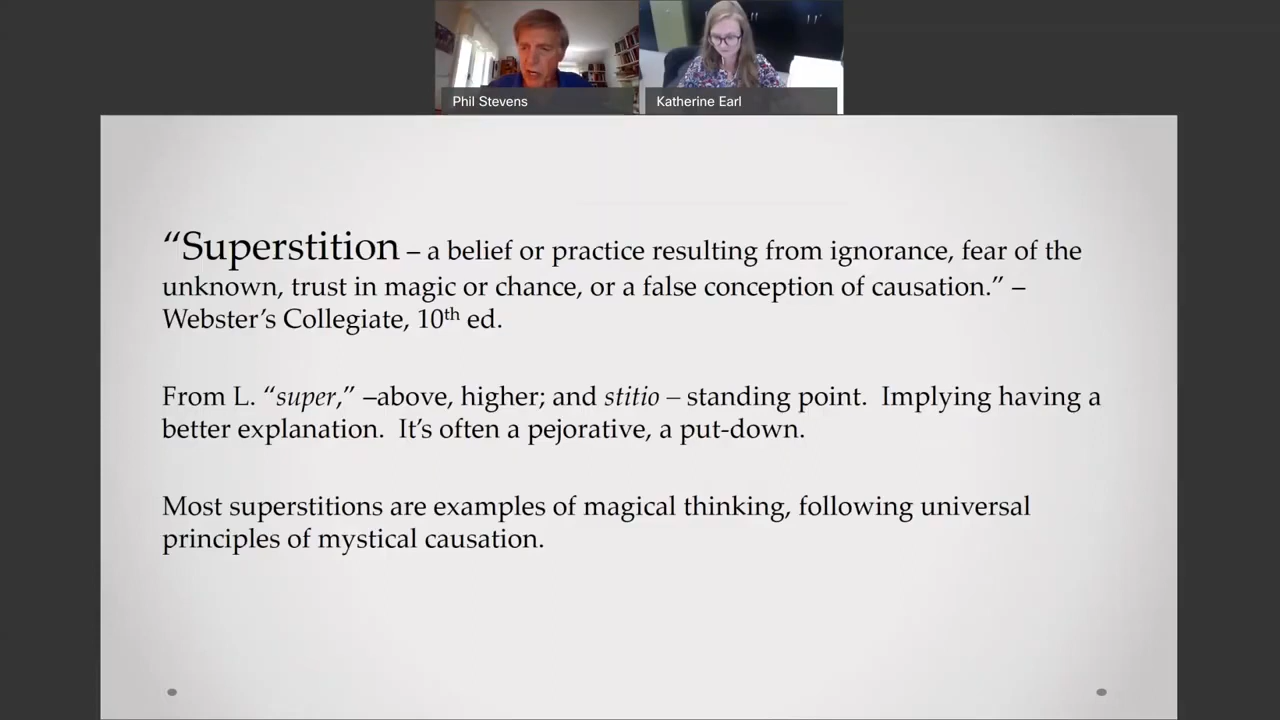 Phil Stevens
Katherine Earl
“Superstition – a belief or practice resulting from ignorance, fear of the
unknown, trust in magic or chance, or a false conception of causation.” –
Webster’s Collegiate, 10th ed.
From L. “super,” –above, higher; and stitio – standing point.  Implying having a
better explanation.  It’s often a pejorative, a put-down.
Most superstitions are examples of magical thinking, following universal
principles of mystical causation.